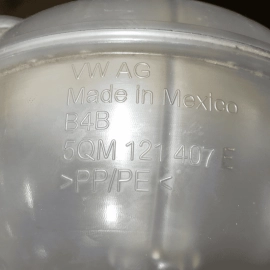 VW AG
Made In Mexico
B4B
5QM 121 407 E
>PP/PE<